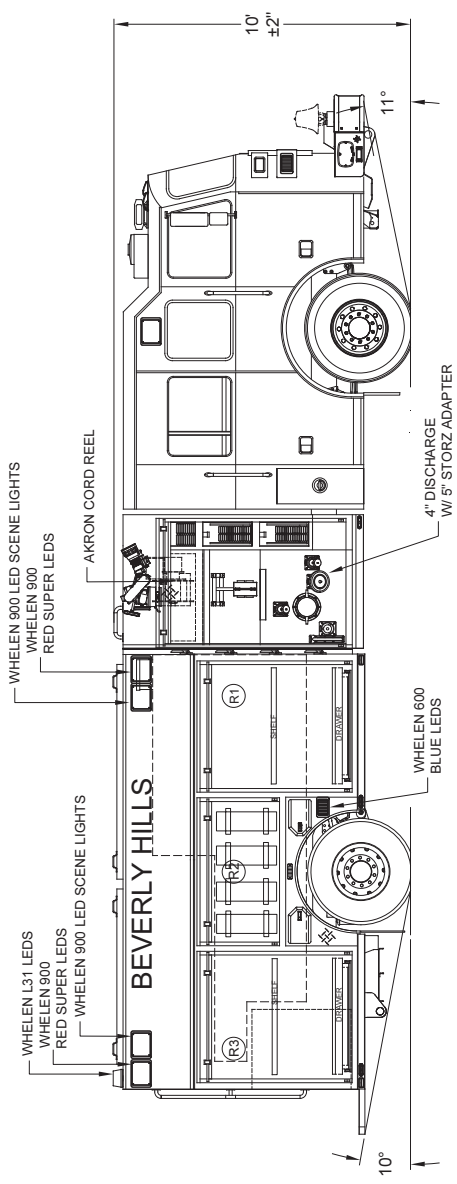 WHELEN L31 LEDS
WHELEN 900
RED SUPER LEDS
WHELEN 900 LED SCENE LIGHTS
WHELEN 900 LED SCENE LIGHTS
WHELEN 900
RED SUPER LEDS
AKRON CORD REEL
10'
±2"
BEVERLY HILLS
R3
R2
R1
SHELF
DRAWER
SHELF
DRAWER
10°
WHELEN 600
BLUE LEDS
4" DISCHARGE
W/ 5" STORZ ADAPTER
11°